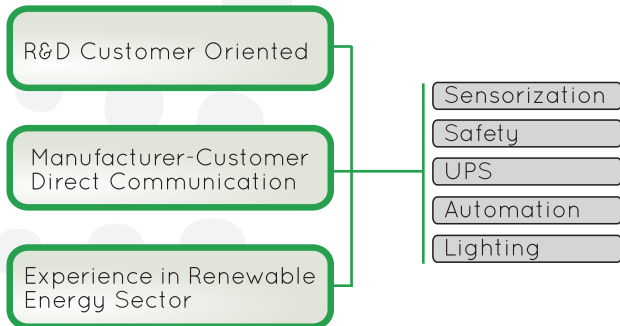 R&D Customer Oriented
Manufacturer-Customer
Direct Communication
Experience in Renewable
Energy Sector
Sensorization
Safety
UPS
Automation
Lighting